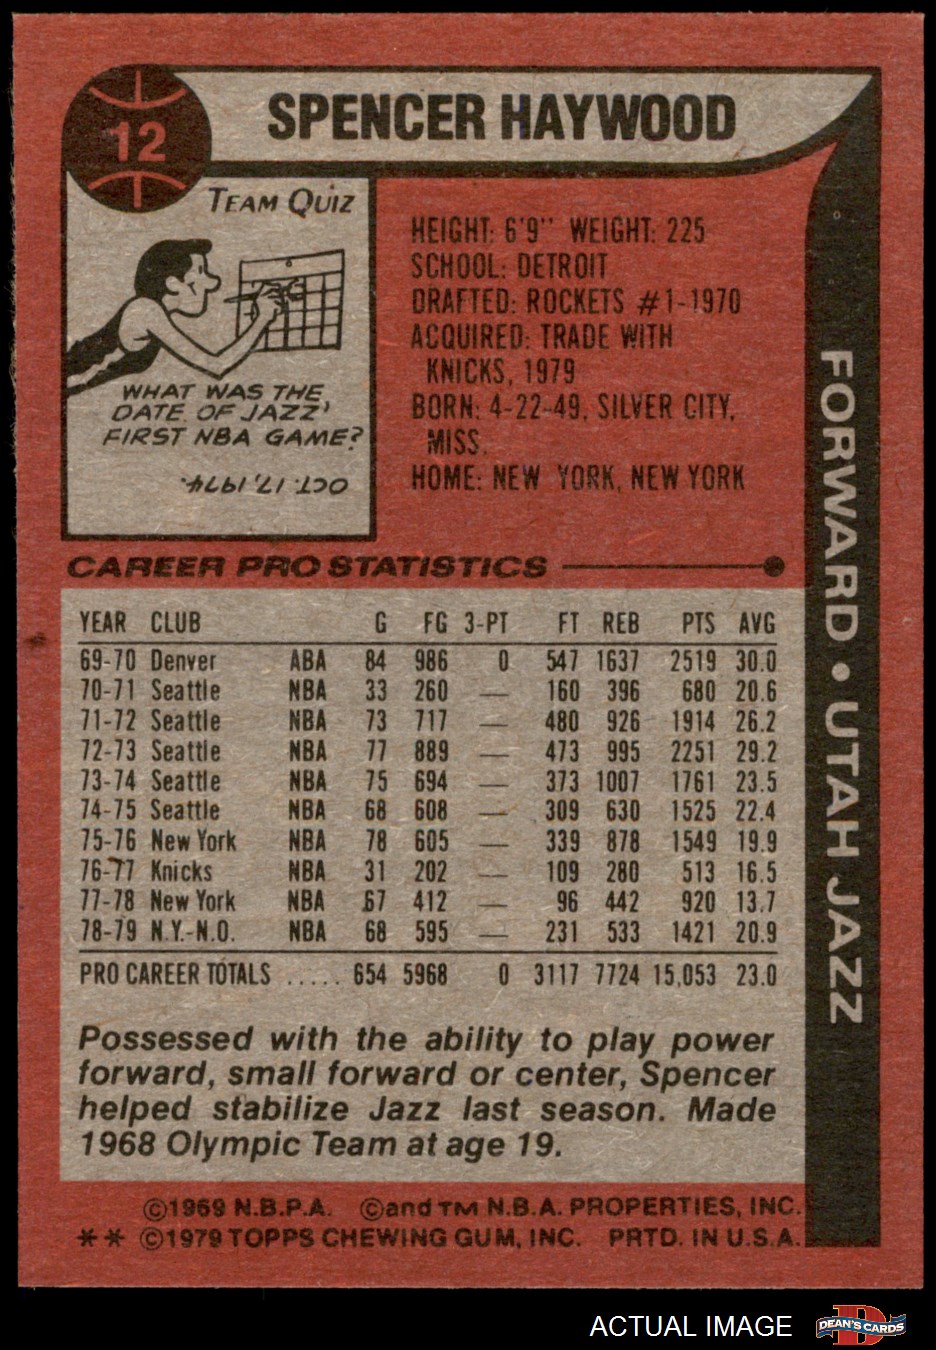 12
SPENCER HAYWOOD
TEAM QUIZ
WHAT WAS THE
DATE OF JAZZ'
FIRST NBA GAME?
OCT. 17, 1974.
HEIGHT: 6'9" WEIGHT: 225
SCHOOL: DETROIT
DRAFTED: ROCKETS #1-1970
ACQUIRED: TRADE WITH
KNICKS, 1979
BORN: 4-22-49, SILVER CITY,
MISS.
HOME: NEW YORK, NEW YORK
FORWARD • UTAH JAZZ
CAREER PRO STATISTICS
YEAR CLUB G FG 3-PT FT REB PTS AVG
69-70 Denver ABA 84 986 0 547 1637 2519 30.0
70-71 Seattle NBA 33 260 — 160 396 680 20.6
71-72 Seattle NBA 73 717 — 480 926 1914 26.2
72-73 Seattle NBA 77 889 — 473 995 2251 29.2
73-74 Seattle NBA 75 694 — 373 1007 1761 23.5
74-75 Seattle NBA 68 608 — 309 630 1525 22.4
75-76 New York NBA 78 605 — 339 878 1549 19.9
76-77 Knicks NBA 31 202 — 109 280 513 16.5
77-78 New York NBA 67 412 — 96 442 920 13.7
78-79 N.Y.-N.O. NBA 68 595 — 231 533 1421 20.9
PRO CAREER TOTALS ..... 654 5968 0 3117 7724 15,053 23.0
Possessed with the ability to play power
forward, small forward or center, Spencer
helped stabilize Jazz last season. Made
1968 Olympic Team at age 19.
©1969 N.B.P.A. ©and TM N.B.A. PROPERTIES, INC.
** ©1979 TOPPS CHEWING GUM, INC. PRTD. IN U.S.A.
ACTUAL IMAGE
DEAN'S CARDS